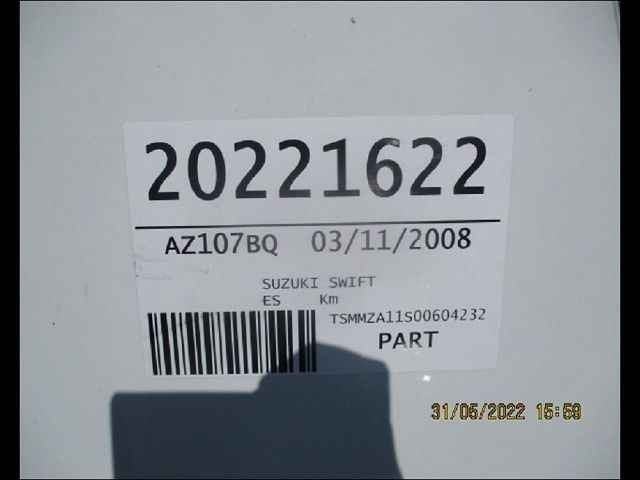 20221622
AZ107BQ 03/11/2008
SUZUKI SWIFT
ES Km
TSMMZA11S00604232
PART
31/05/2022 15:59